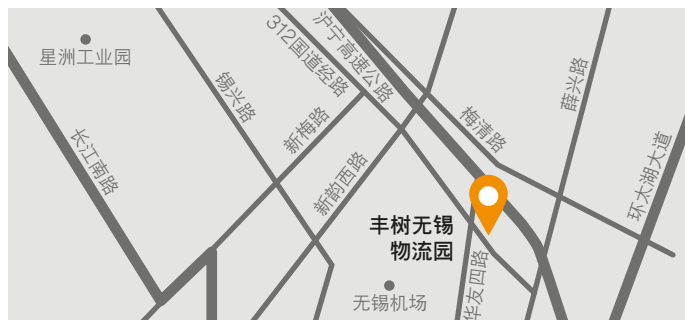 星洲工业园
312国道经路
沪宁高速公路
锡兴路
新梅路
梅清路
薛兴路
长江南路
新韵西路
环太湖大道
丰树无锡
物流园
华友四路
无锡机场